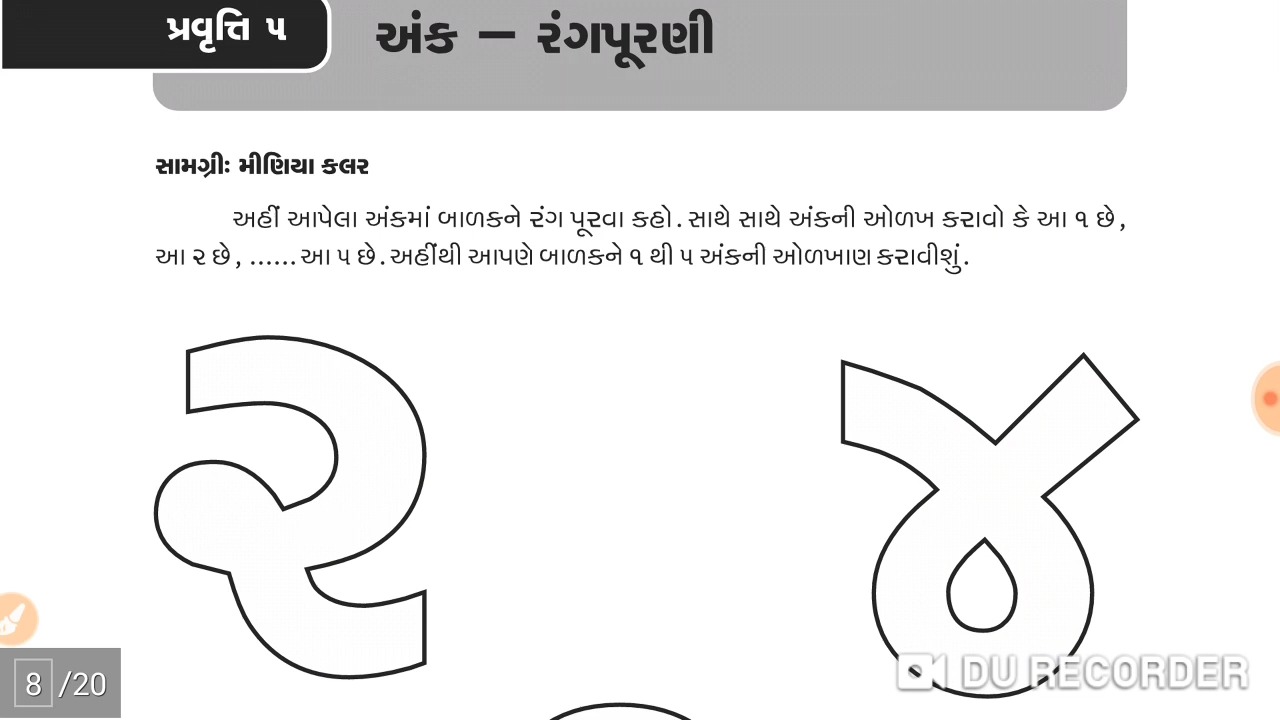 પ્રવૃત્તિ ૫
અંક – રંગપૂરણી
સામગ્રીઃ મીણિયા કલર
અહીં આપેલા અંકમાં બાળકને રંગ પૂરવા કહો. સાથે સાથે અંકની ઓળખ કરાવો કે આ ૧ છે,
આ ૨ છે, ......આ ૫ છે. અહીંથી આપણે બાળકને ૧ થી ૫ અંકની ઓળખાણ કરાવીશું.
૨ ૪
8 /20
DU RECORDER